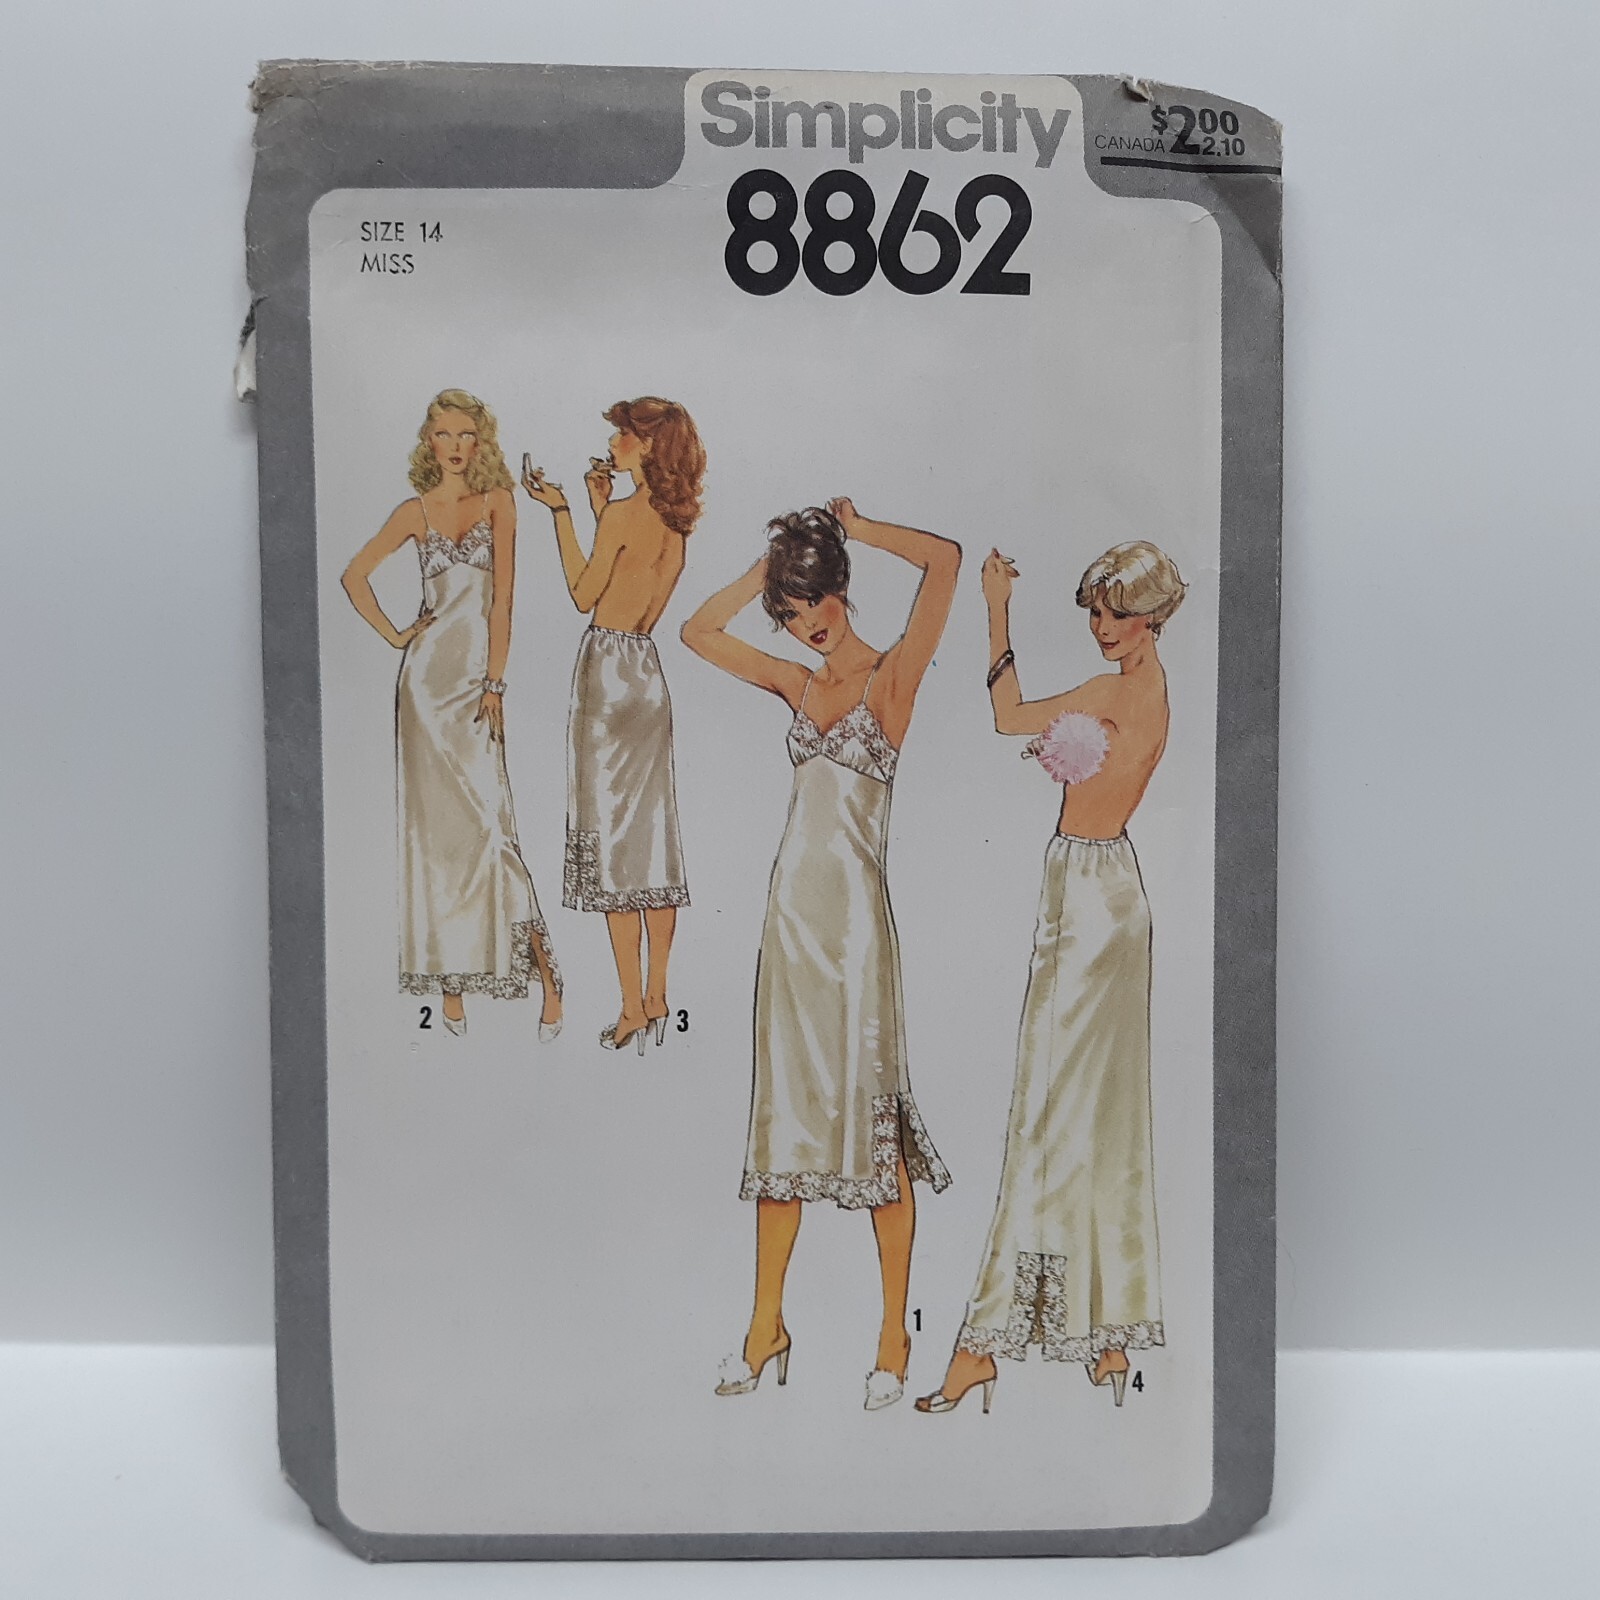 Simplicity
$2.00
CANADA 2.10
8862
SIZE 14
MISS
2
3
1
4